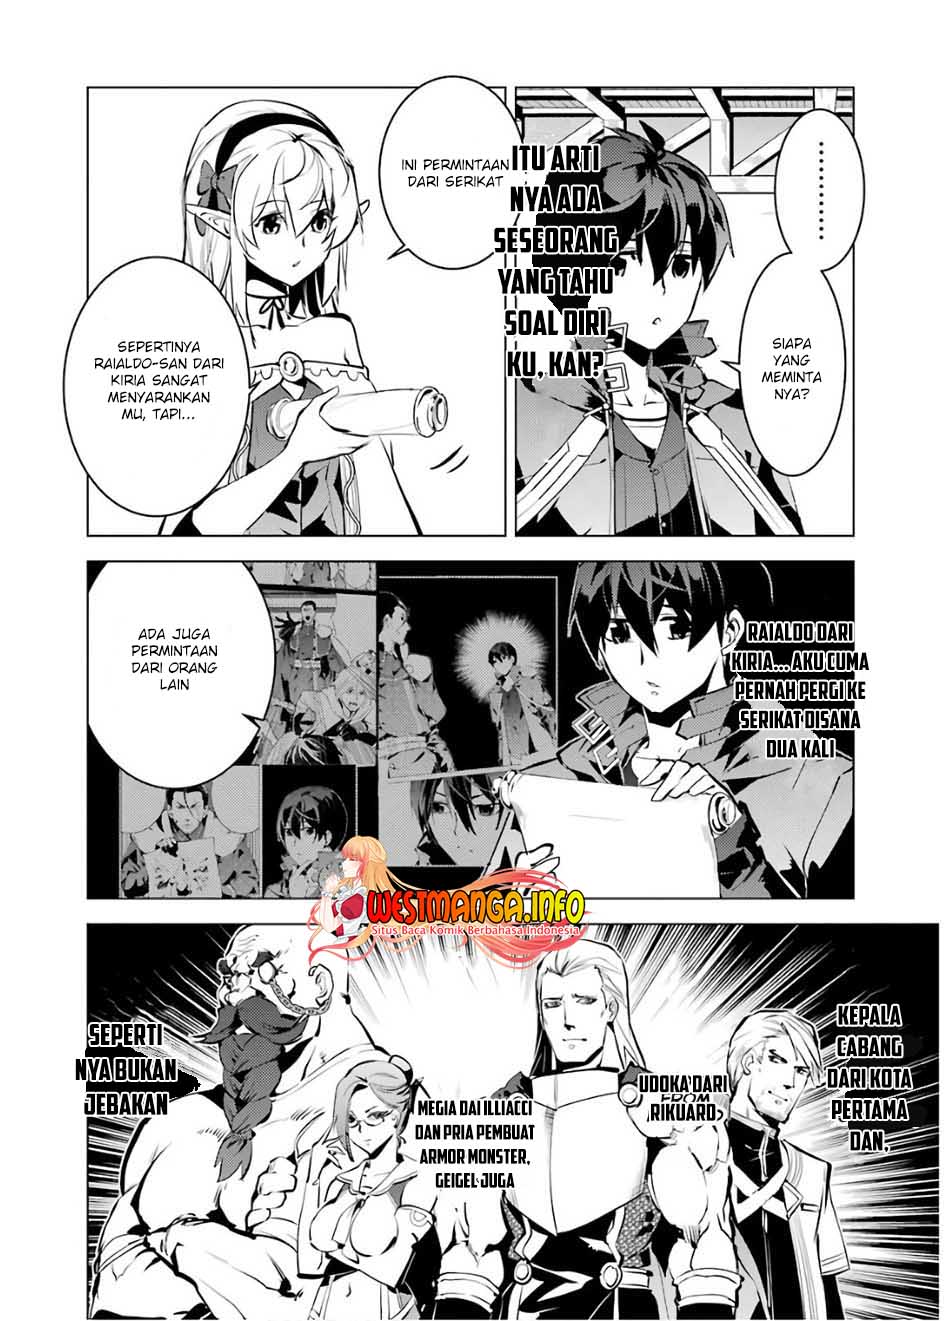 .........
SIAPA
YANG
MEMINTA
NYA?
ITU ARTI
NYA ADA
SESEORANG
YANG TAHU
SOAL DIRI
KU, KAN?
INI PERMINTAAN
DARI SERIKAT
SEPERTINYA
RAIALDO-SAN DARI
KIRIA SANGAT
MENYARANKAN
MU, TAPI...
RAIALDO DARI
KIRIA... AKU CUMA
PERNAH PERGI KE
SERIKAT DISANA
DUA KALI
ADA JUGA
PERMINTAAN
DARI ORANG
LAIN
WESTMANGA.INFO
Situs Baca Komik Berbahasa Indonesia
KEPALA
CABANG
DARI KOTA
PERTAMA
DAN,
UDOKA DARI
FROM
RIKUARD
MEGIA DAI ILLIACCI
DAN PRIA PEMBUAT
ARMOR MONSTER,
GEIGEL JUGA
SEPERTI
NYA BUKAN
JEBAKAN